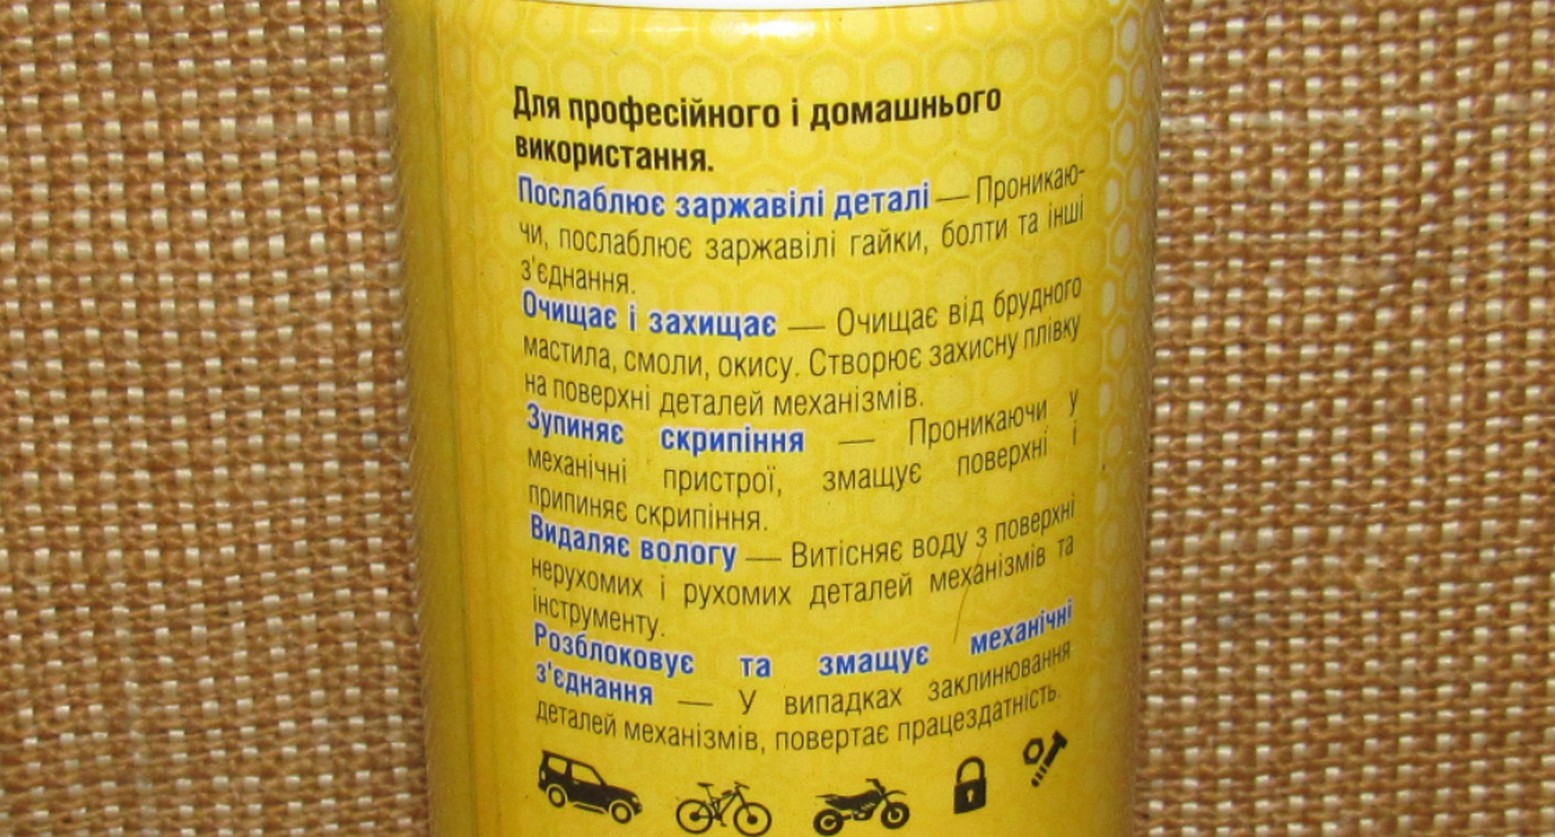 Для професійного і домашнього
використання.
Послаблює заржавілі деталі — Проникаю-
чи, послаблює заржавілі гайки, болти та інші
з'єднання.
Очищає і захищає — Очищає від брудного
мастила, смоли, окису. Створює захисну плівку
на поверхні деталей механізмів.
Зупиняє скрипіння — Проникаючи у
механічні пристрої, змащує поверхні і
припиняє скрипіння.
Видаляє вологу — Витісняє воду з поверхні
нерухомих і рухомих деталей механізмів та
інструменту.
Розблоковує та змащує механічні
з'єднання — У випадках заклинювання
деталей механізмів, повертає працездатність.